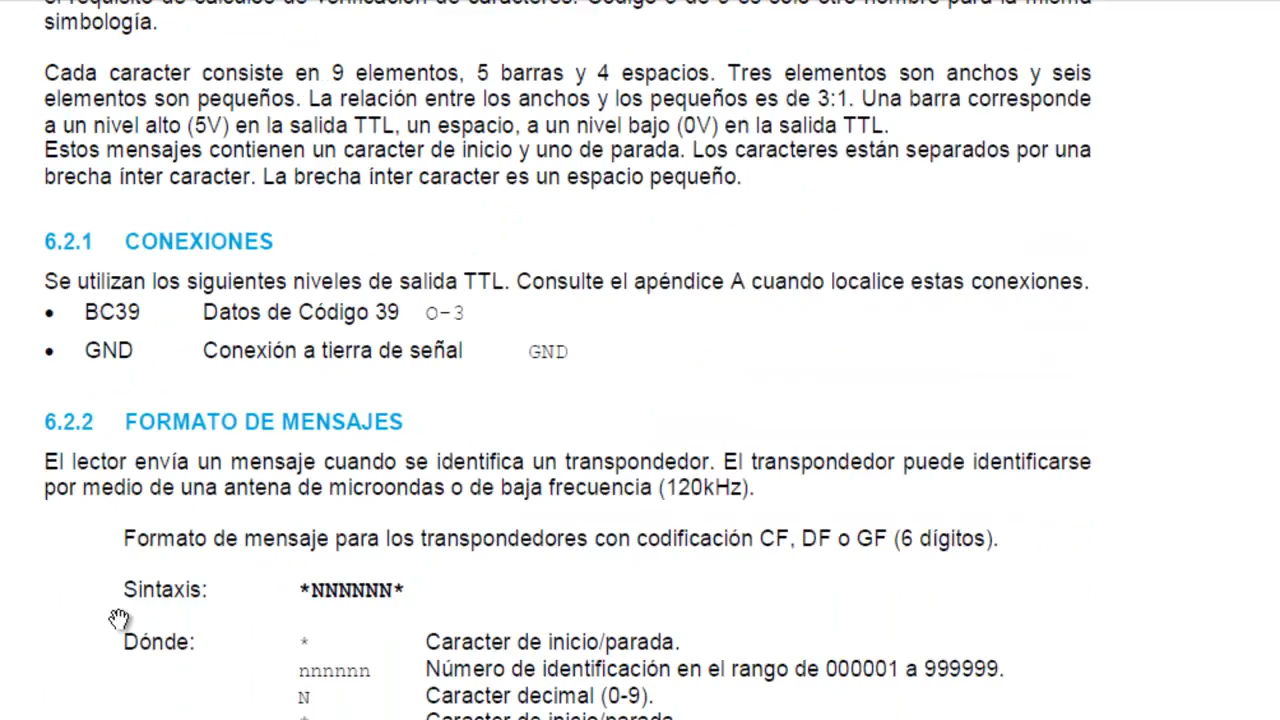 simbología.
Cada caracter consiste en 9 elementos, 5 barras y 4 espacios. Tres elementos son anchos y seis
elementos son pequeños. La relación entre los anchos y los pequeños es de 3:1. Una barra corresponde
a un nivel alto (5V) en la salida TTL, un espacio, a un nivel bajo (0V) en la salida TTL.
Estos mensajes contienen un caracter de inicio y uno de parada. Los caracteres están separados por una
brecha ínter caracter. La brecha ínter caracter es un espacio pequeño.
6.2.1 CONEXIONES
Se utilizan los siguientes niveles de salida TTL. Consulte el apéndice A cuando localice estas conexiones.
• BC39 Datos de Código 39 O-3
• GND Conexión a tierra de señal GND
6.2.2 FORMATO DE MENSAJES
El lector envía un mensaje cuando se identifica un transpondedor. El transpondedor puede identificarse
por medio de una antena de microondas o de baja frecuencia (120kHz).
Formato de mensaje para los transpondedores con codificación CF, DF o GF (6 dígitos).
Sintaxis: *NNNNNN*
Dónde: * Caracter de inicio/parada.
nnnnnn Número de identificación en el rango de 000001 a 999999.
N Caracter decimal (0-9).
* Caracter de inicio/parada.